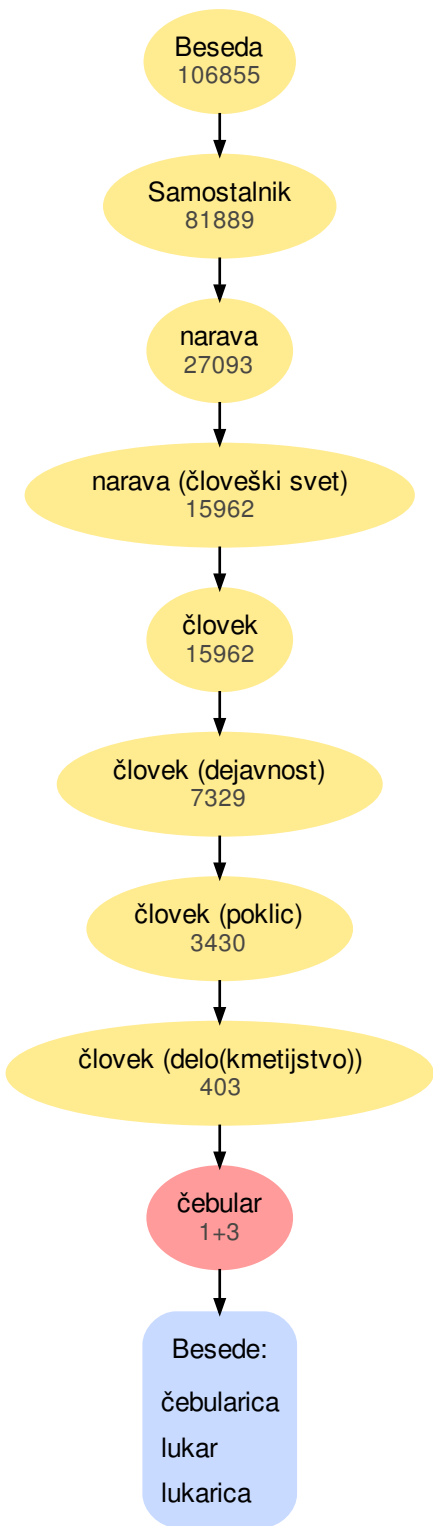 Beseda
106855
Samostalnik
81889
narava
27093
narava (človeški svet)
15962
človek
15962
človek (dejavnost)
7329
človek (poklic)
3430
človek (delo(kmetijstvo))
403
čebular
1+3
Besede:
čebularica
lukar
lukarica